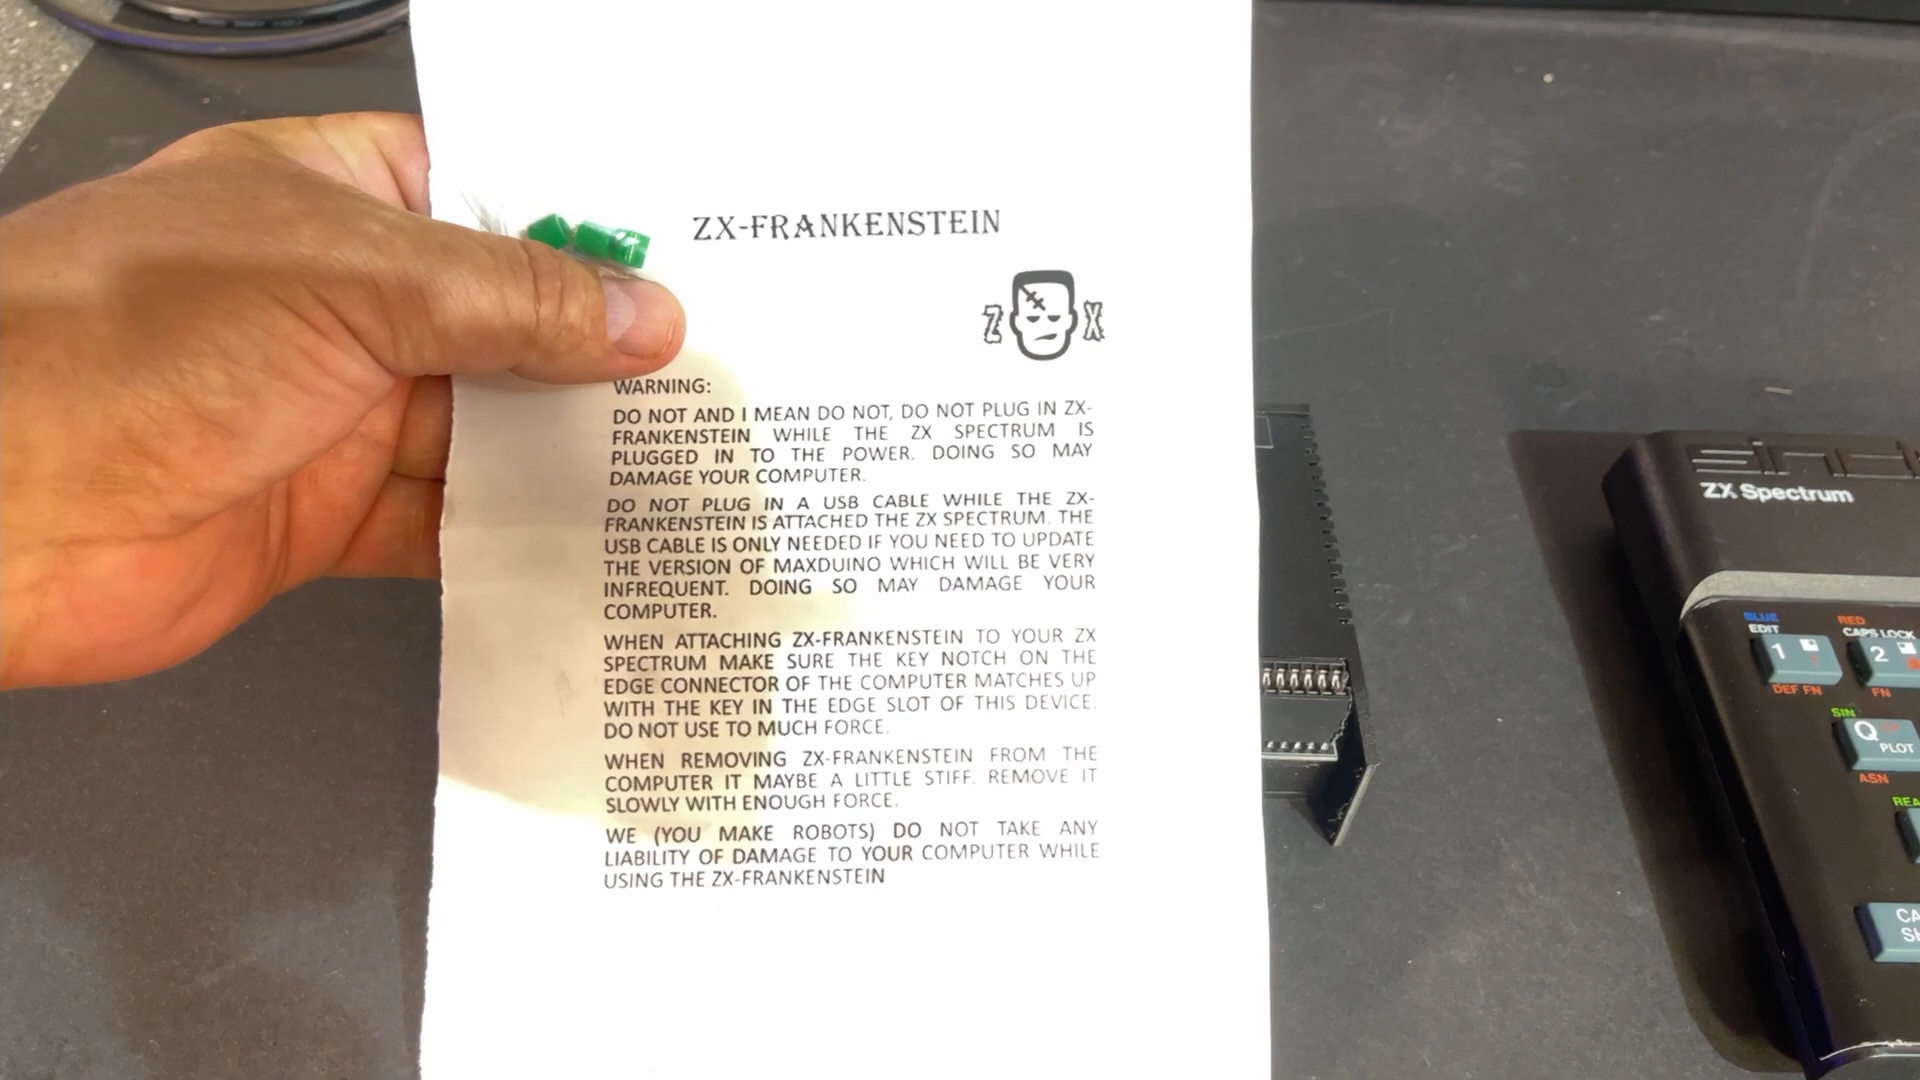 ZX-FRANKENSTEIN
Z X
WARNING:
DO NOT AND I MEAN DO NOT, DO NOT PLUG IN ZX-
FRANKENSTEIN WHILE THE ZX SPECTRUM IS
PLUGGED IN TO THE POWER. DOING SO MAY
DAMAGE YOUR COMPUTER.
DO NOT PLUG IN A USB CABLE WHILE THE ZX-
FRANKENSTEIN IS ATTACHED THE ZX SPECTRUM. THE
USB CABLE IS ONLY NEEDED IF YOU NEED TO UPDATE
THE VERSION OF MAXDUINO WHICH WILL BE VERY
INFREQUENT. DOING SO MAY DAMAGE YOUR
COMPUTER.
WHEN ATTACHING ZX-FRANKENSTEIN TO YOUR ZX
SPECTRUM MAKE SURE THE KEY NOTCH ON THE
EDGE CONNECTOR OF THE COMPUTER MATCHES UP
WITH THE KEY IN THE EDGE SLOT OF THIS DEVICE.
DO NOT USE TO MUCH FORCE.
WHEN REMOVING ZX-FRANKENSTEIN FROM THE
COMPUTER IT MAYBE A LITTLE STIFF. REMOVE IT
SLOWLY WITH ENOUGH FORCE.
WE (YOU MAKE ROBOTS) DO NOT TAKE ANY
LIABILITY OF DAMAGE TO YOUR COMPUTER WHILE
USING THE ZX-FRANKENSTEIN
ZX Spectrum
BLUE RED
EDIT CAPS LOCK
1 2
DEF FN FN
SIN
Q PLOT
ASN